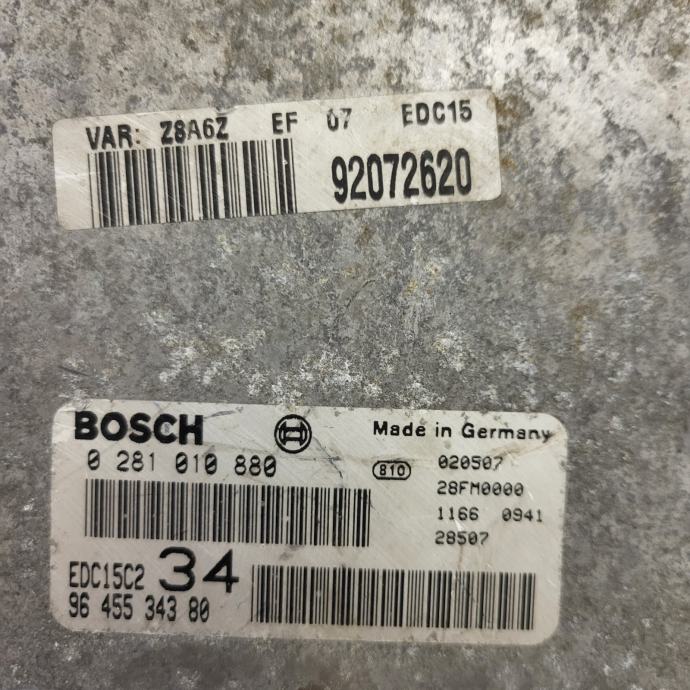 VAR: Z8A6Z EF 07 EDC15
92072620
BOSCH
Made in Germany
0 281 010 880
810
020507
28FM0000
1166 0941
28507
EDC15C2 34
96 455 343 80